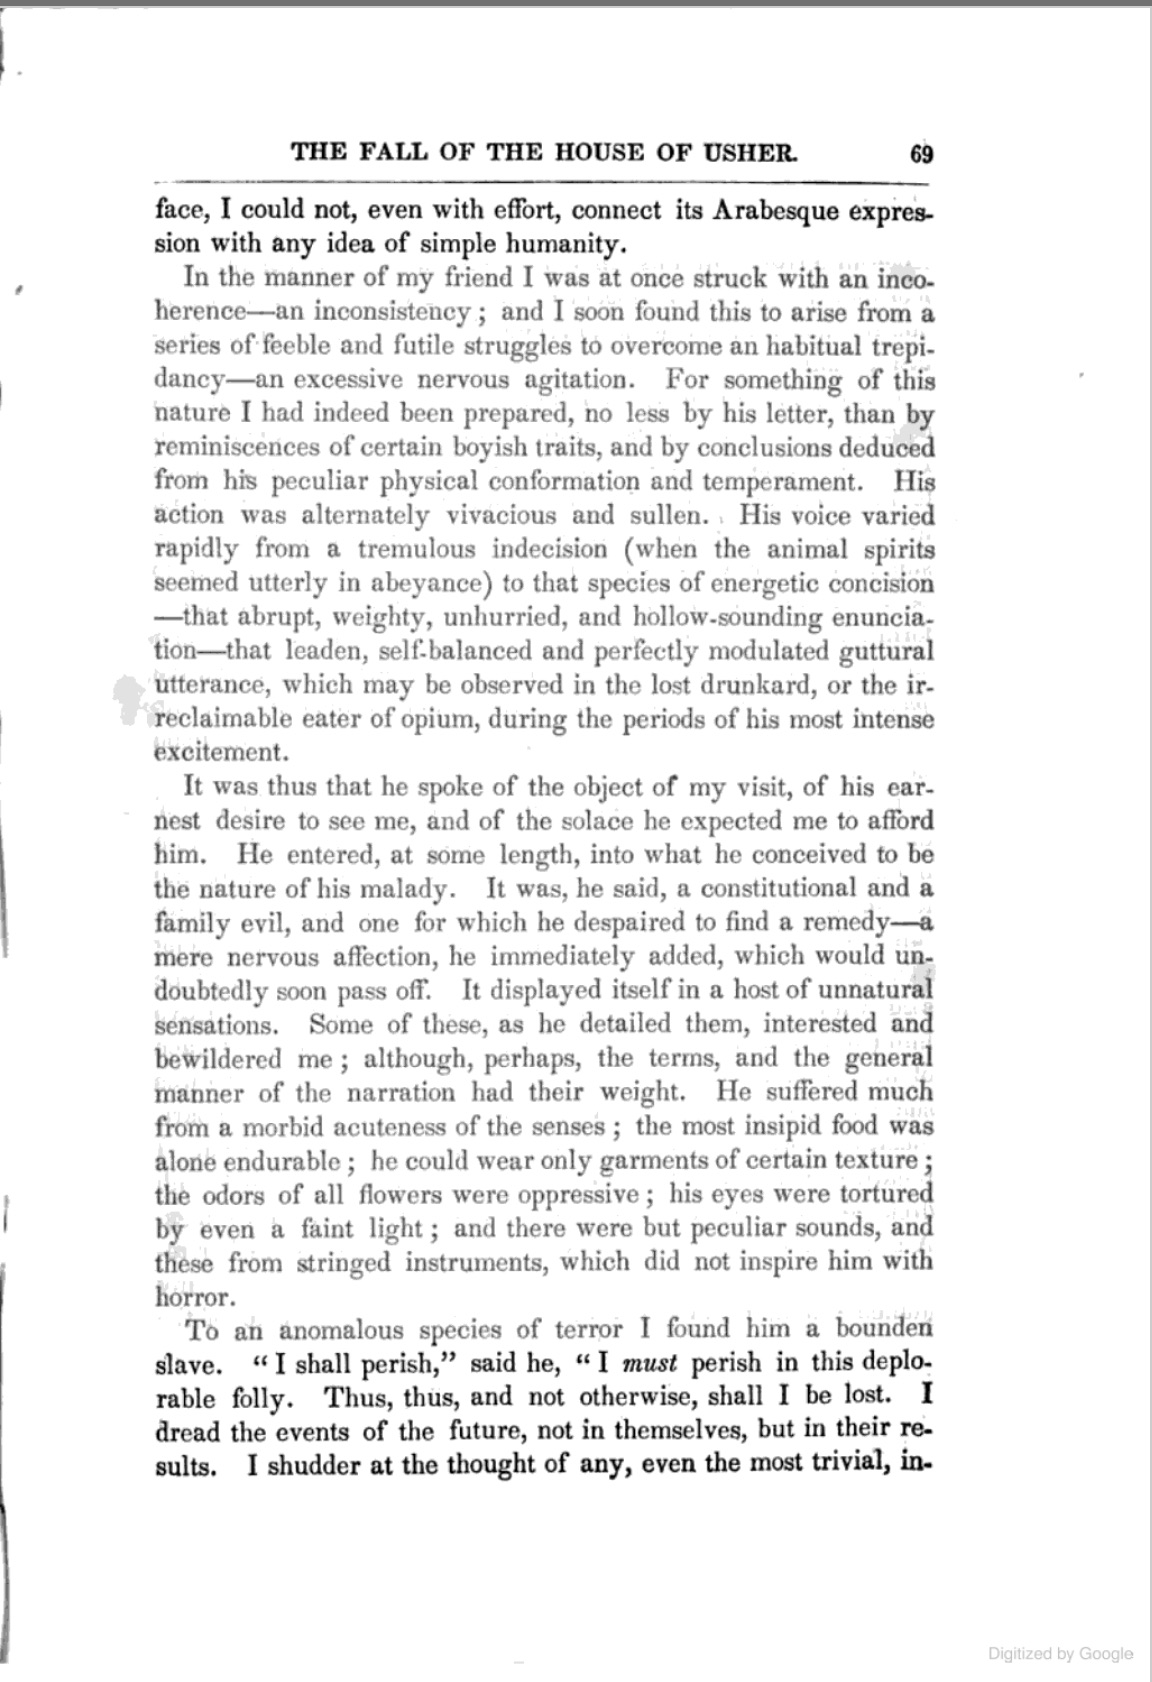 THE FALL OF THE HOUSE OF USHER. 69
face, I could not, even with effort, connect its Arabesque expres-
sion with any idea of simple humanity.
In the manner of my friend I was at once struck with an inco-
herence—an inconsistency ; and I soon found this to arise from a
series of feeble and futile struggles to overcome an habitual trepi-
dancy—an excessive nervous agitation. For something of this
nature I had indeed been prepared, no less by his letter, than by
reminiscences of certain boyish traits, and by conclusions deduced
from his peculiar physical conformation and temperament. His
action was alternately vivacious and sullen. His voice varied
rapidly from a tremulous indecision (when the animal spirits
seemed utterly in abeyance) to that species of energetic concision
—that abrupt, weighty, unhurried, and hollow-sounding enuncia-
tion—that leaden, self-balanced and perfectly modulated guttural
utterance, which may be observed in the lost drunkard, or the ir-
reclaimable eater of opium, during the periods of his most intense
excitement.
It was thus that he spoke of the object of my visit, of his ear-
nest desire to see me, and of the solace he expected me to afford
him. He entered, at some length, into what he conceived to be
the nature of his malady. It was, he said, a constitutional and a
family evil, and one for which he despaired to find a remedy—a
mere nervous affection, he immediately added, which would un-
doubtedly soon pass off. It displayed itself in a host of unnatural
sensations. Some of these, as he detailed them, interested and
bewildered me ; although, perhaps, the terms, and the general
manner of the narration had their weight. He suffered much
from a morbid acuteness of the senses ; the most insipid food was
alone endurable ; he could wear only garments of certain texture ;
the odors of all flowers were oppressive ; his eyes were tortured
by even a faint light ; and there were but peculiar sounds, and
these from stringed instruments, which did not inspire him with
horror.
To an anomalous species of terror I found him a bounden
slave. “ I shall perish,” said he, “ I must perish in this deplo-
rable folly. Thus, thus, and not otherwise, shall I be lost. I
dread the events of the future, not in themselves, but in their re-
sults. I shudder at the thought of any, even the most trivial, in-
Digitized by Google